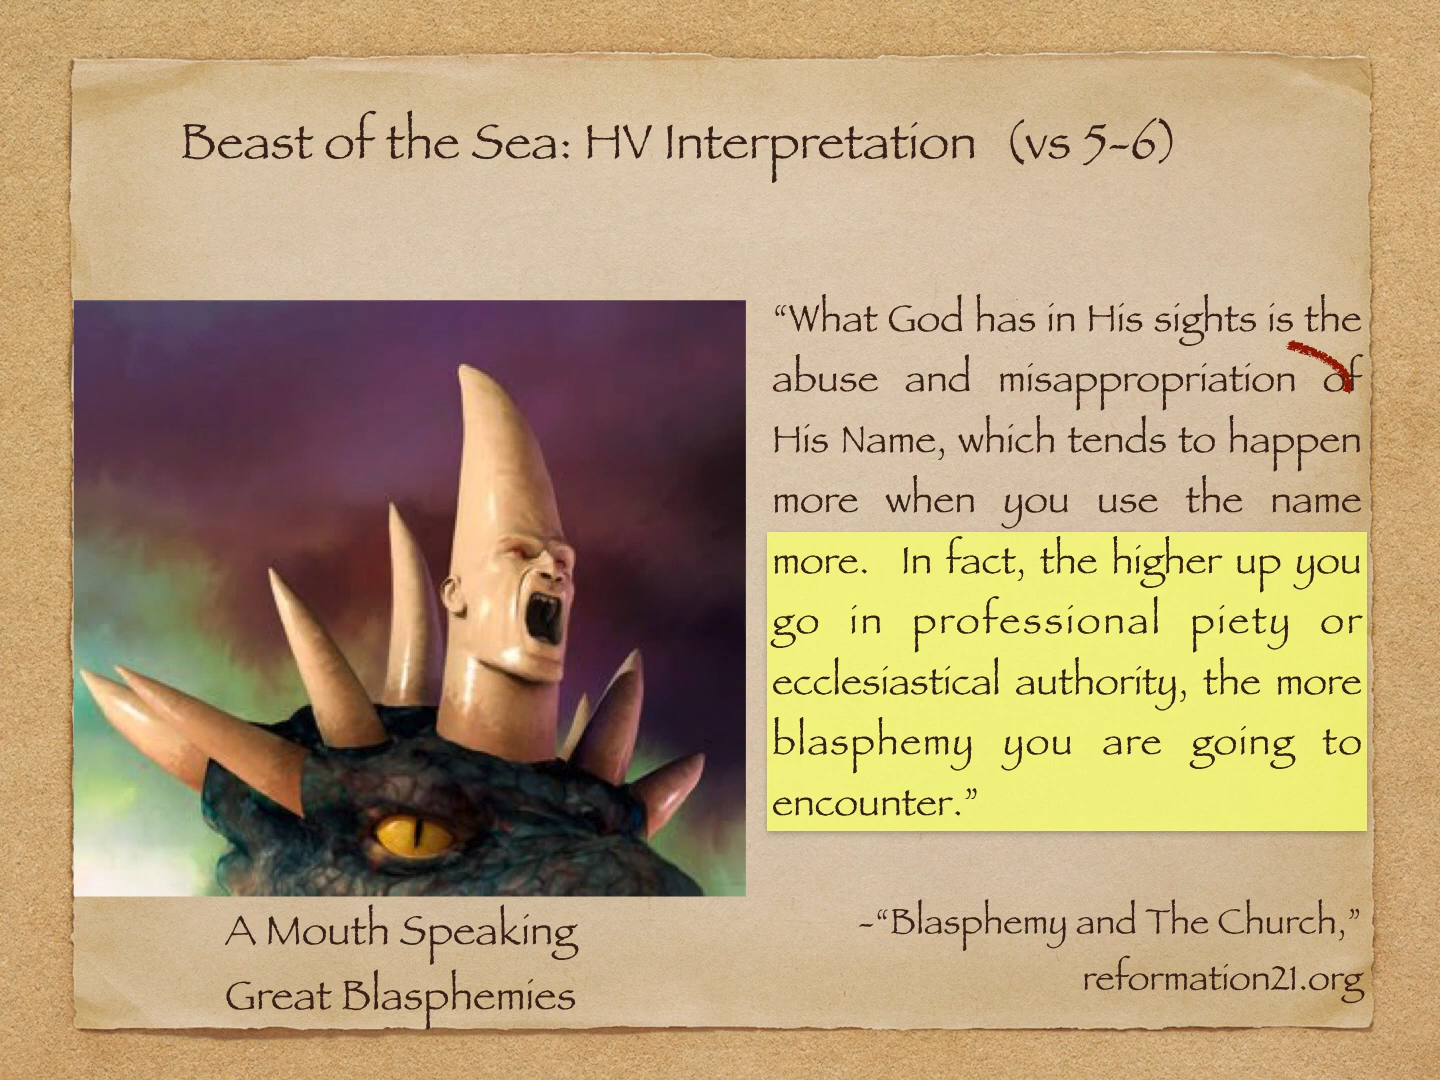 Beast of the Sea: HV Interpretation (vs 5-6)
“What God has in His sights is the
abuse and misappropriation of
His Name, which tends to happen
more when you use the name
more. In fact, the higher up you
go in professional piety or
ecclesiastical authority, the more
blasphemy you are going to
encounter.”
A Mouth Speaking
Great Blasphemies
-“Blasphemy and The Church,”
reformation21.org